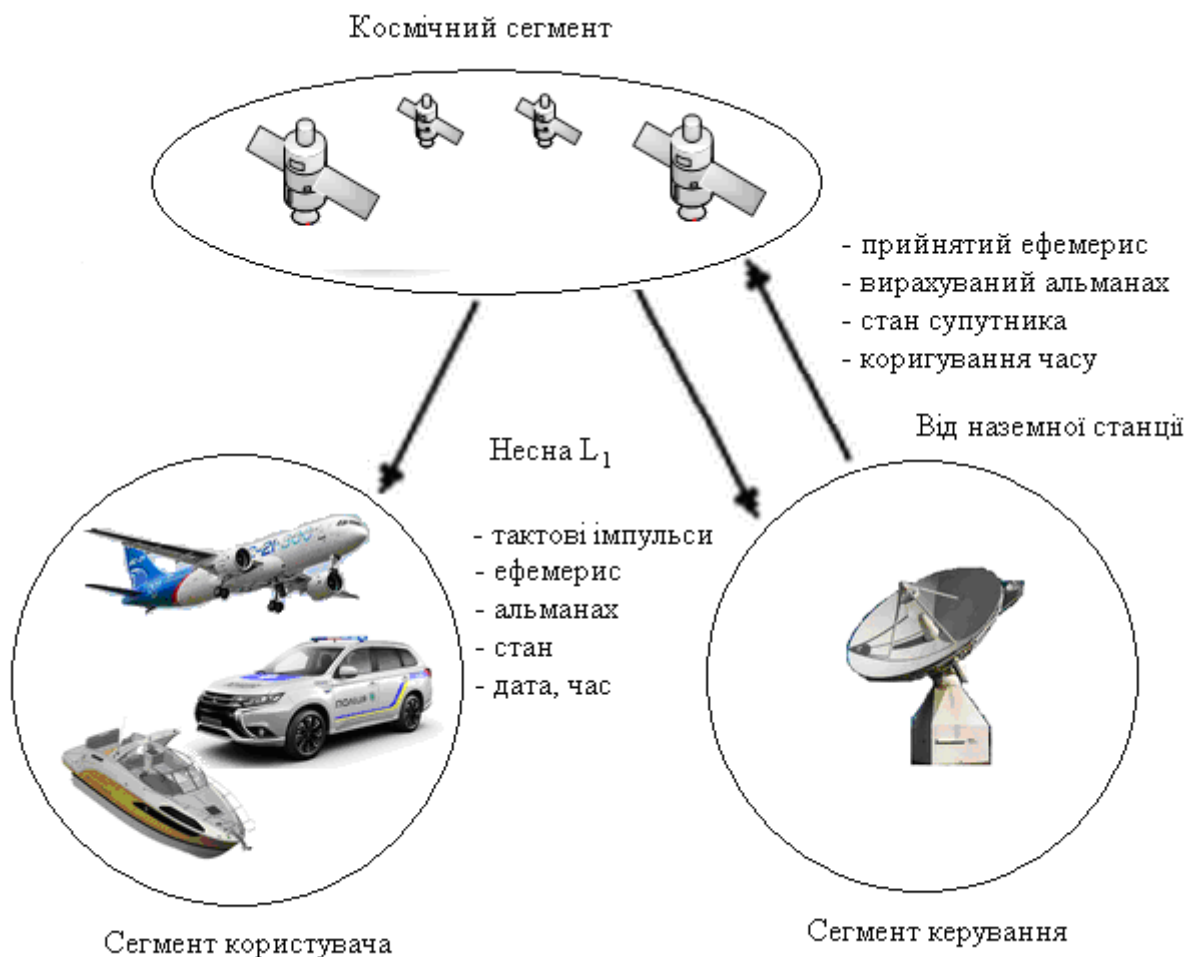 Космічний сегмент
- прийнятий ефемерис
- вирахуваний альманах
- стан супутника
- коригування часу
Від наземної станції
Несна L1
- тактові імпульси
- ефемерис
- альманах
- стан
- дата, час
ПОЛІЦІЯ
Сегмент користувача
Сегмент керування